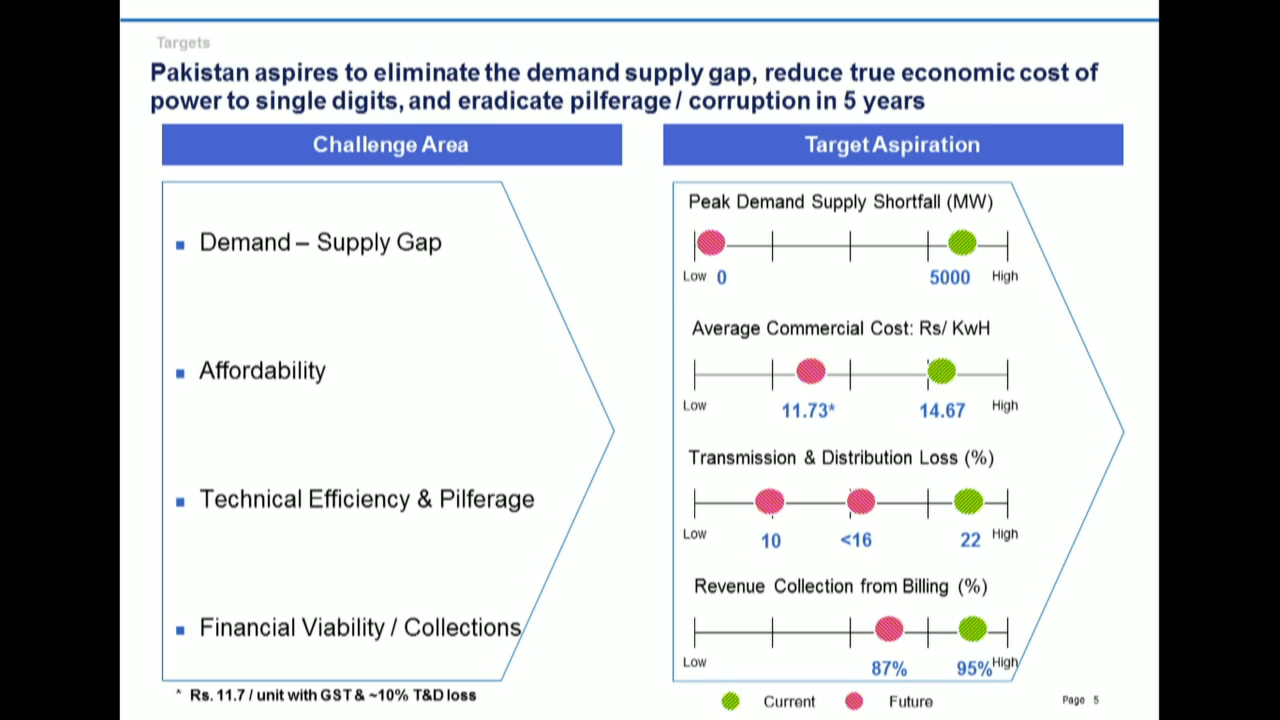 Targets
Pakistan aspires to eliminate the demand supply gap, reduce true economic cost of
power to single digits, and eradicate pilferage / corruption in 5 years
Challenge Area
Target Aspiration
Demand – Supply Gap
Affordability
Technical Efficiency & Pilferage
Financial Viability / Collections
Peak Demand Supply Shortfall (MW)
Low 0 5000 High
Average Commercial Cost: Rs/ KwH
Low 11.73* 14.67 High
Transmission & Distribution Loss (%)
Low 10 <16 22 High
Revenue Collection from Billing (%)
Low 87% 95% High
* Rs. 11.7 / unit with GST & ~10% T&D loss
Current Future
Page 5